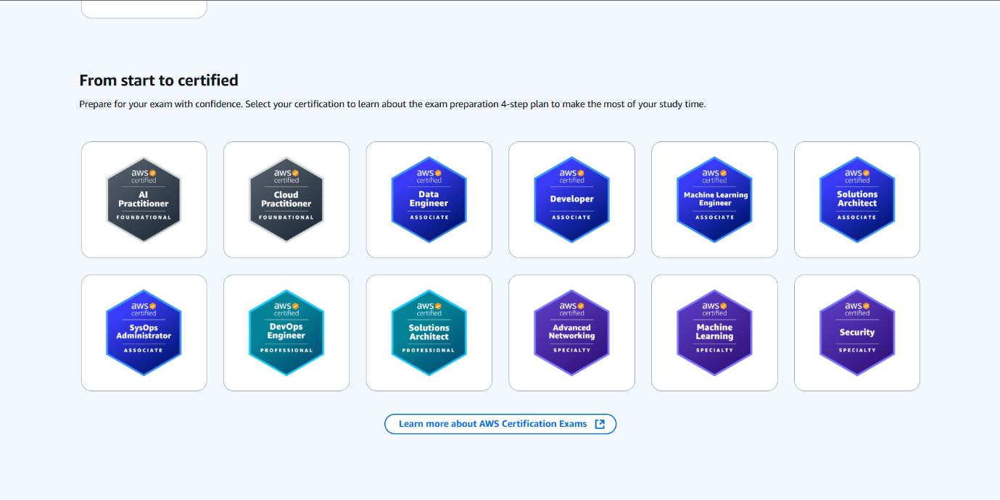 From start to certified
Prepare for your exam with confidence. Select your certification to learn about the exam preparation 4-step plan to make the most of your study time.
aws
certified
AI
Practitioner
FOUNDATIONAL
aws
certified
Cloud
Practitioner
FOUNDATIONAL
aws
certified
Data
Engineer
ASSOCIATE
aws
certified
Developer
ASSOCIATE
aws
certified
Machine Learning
Engineer
ASSOCIATE
aws
certified
Solutions
Architect
ASSOCIATE
aws
certified
SysOps
Administrator
ASSOCIATE
aws
certified
DevOps
Engineer
PROFESSIONAL
aws
certified
Solutions
Architect
PROFESSIONAL
aws
certified
Advanced
Networking
SPECIALTY
aws
certified
Machine
Learning
SPECIALTY
aws
certified
Security
SPECIALTY
Learn more about AWS Certification Exams